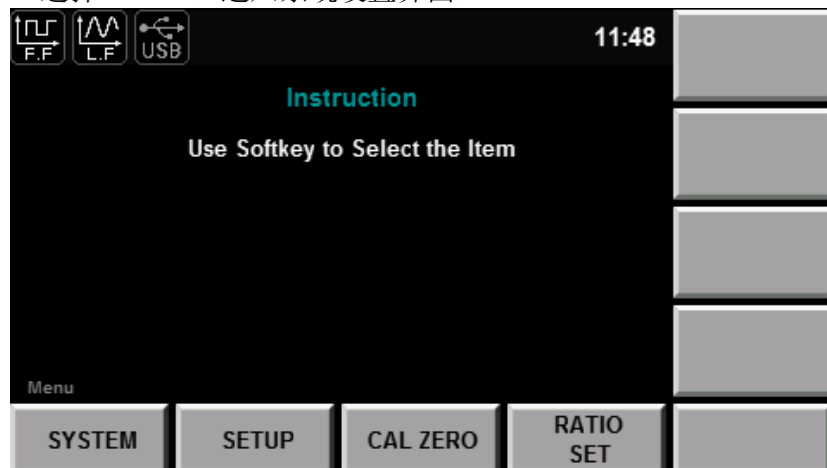 F.F L.F USB 11:48
Instruction
Use Softkey to Select the Item
Menu
SYSTEM SETUP CAL ZERO RATIO SET